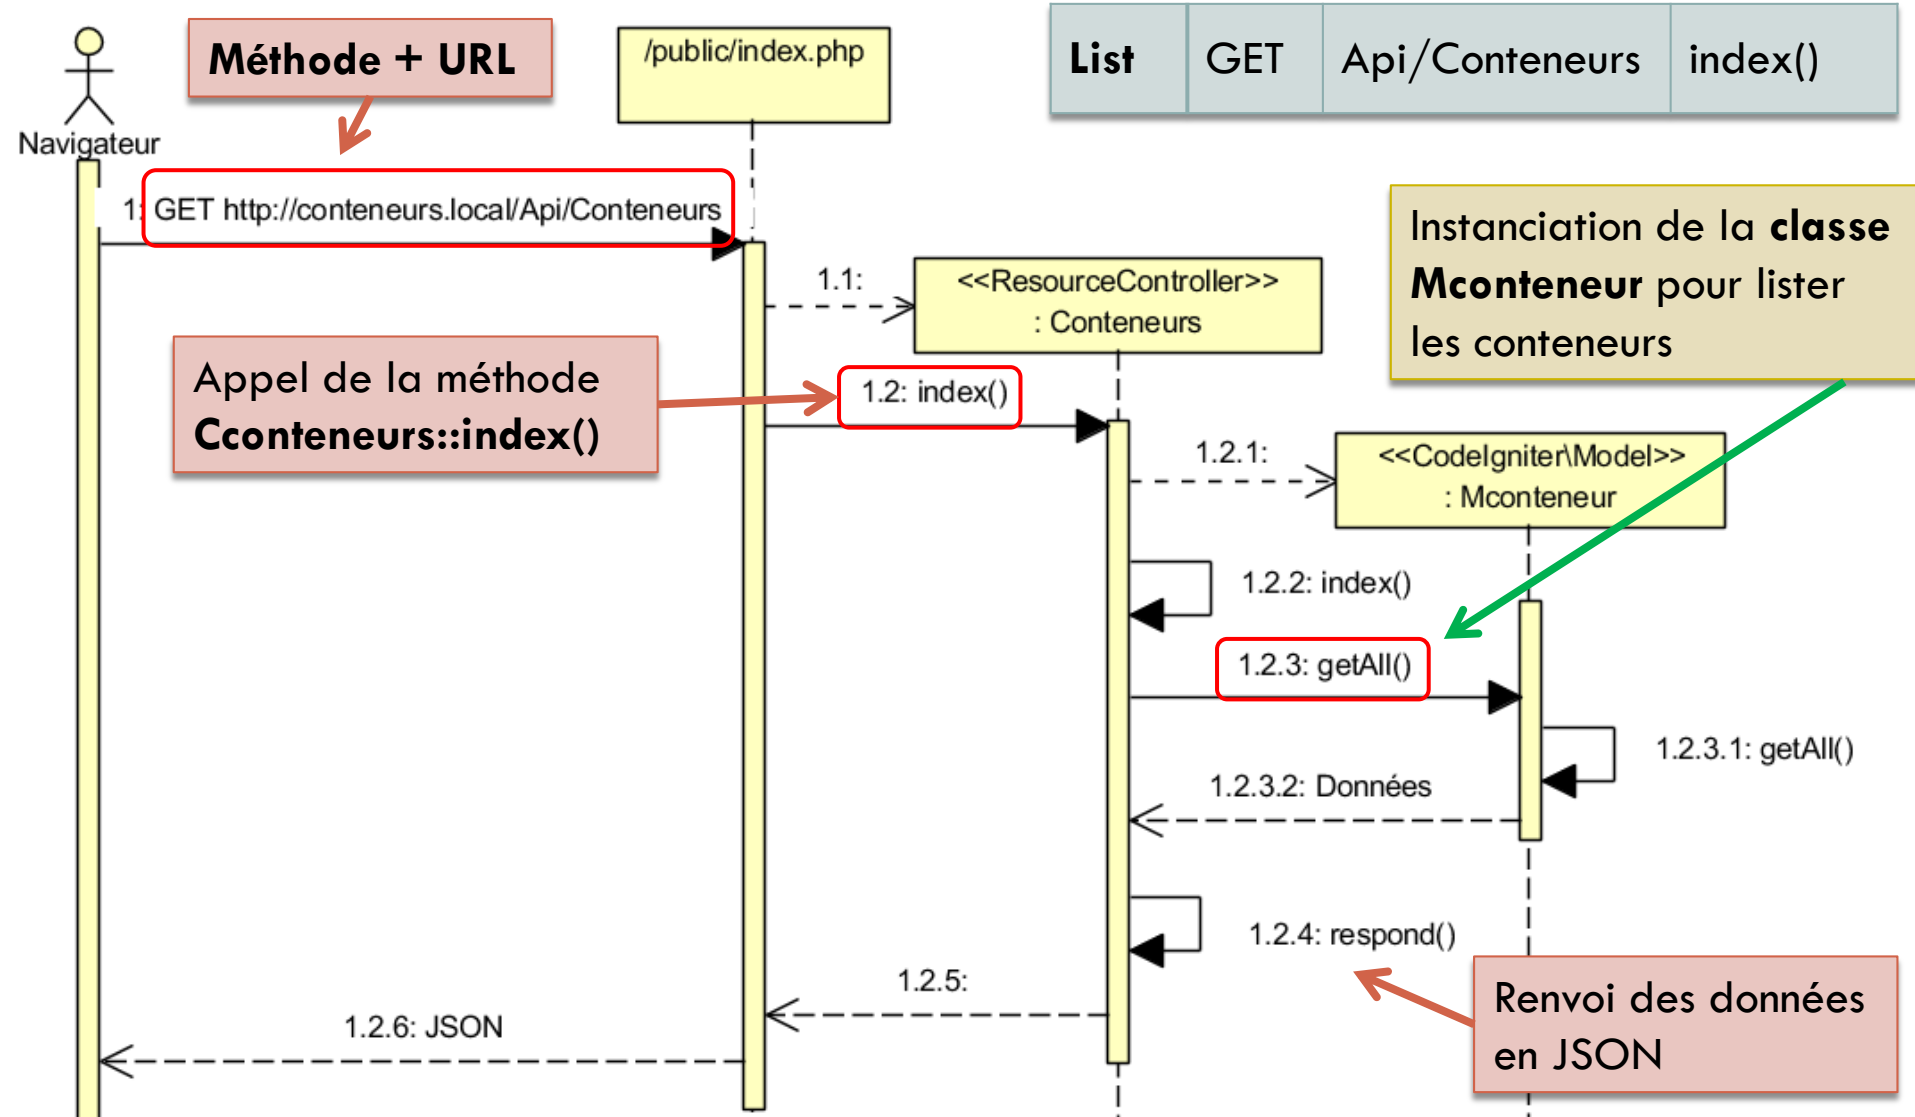 Méthode + URL
/public/index.php
List GET Api/Conteneurs index()
Navigateur
1: GET http://conteneurs.local/Api/Conteneurs
Instanciation de la classe
Mconteneur pour lister
les conteneurs
1.1:
<<ResourceController>>
: Conteneurs
Appel de la méthode
Cconteneurs::index()
1.2: index()
1.2.1:
<<CodeIgniter\Model>>
: Mconteneur
1.2.2: index()
1.2.3: getAll()
1.2.3.1: getAll()
1.2.3.2: Données
1.2.4: respond()
1.2.5:
Renvoi des données
en JSON
1.2.6: JSON